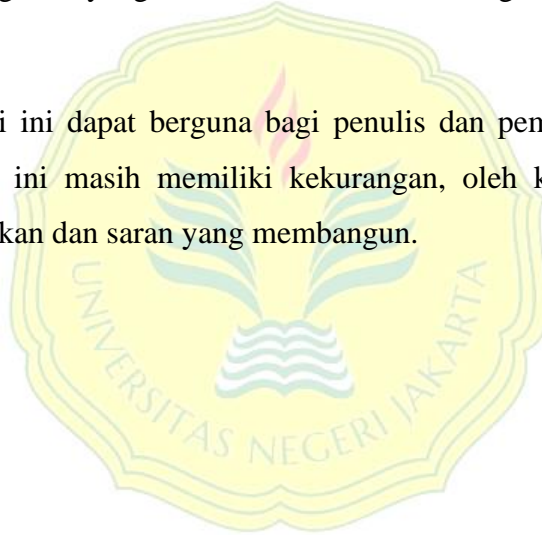 i ini dapat berguna bagi penulis dan pem
ini masih memiliki kekurangan, oleh k
kan dan saran yang membangun.
UNIVERSITAS NEGERI JAKARTA